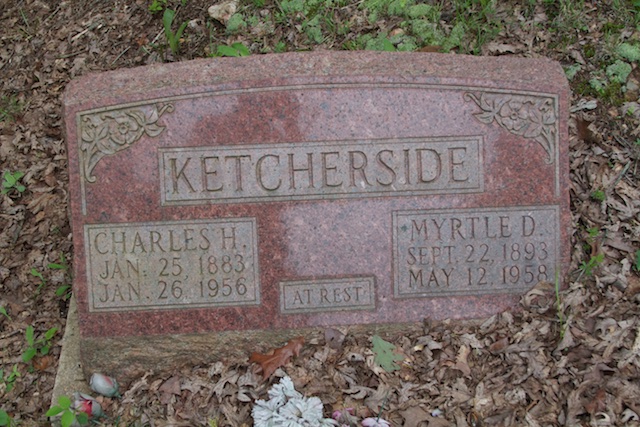 KETCHERSIDE
CHARLES H.
JAN. 25, 1883
JAN. 26, 1956
AT REST
MYRTLE D.
SEPT. 22, 1893
MAY 12, 1958